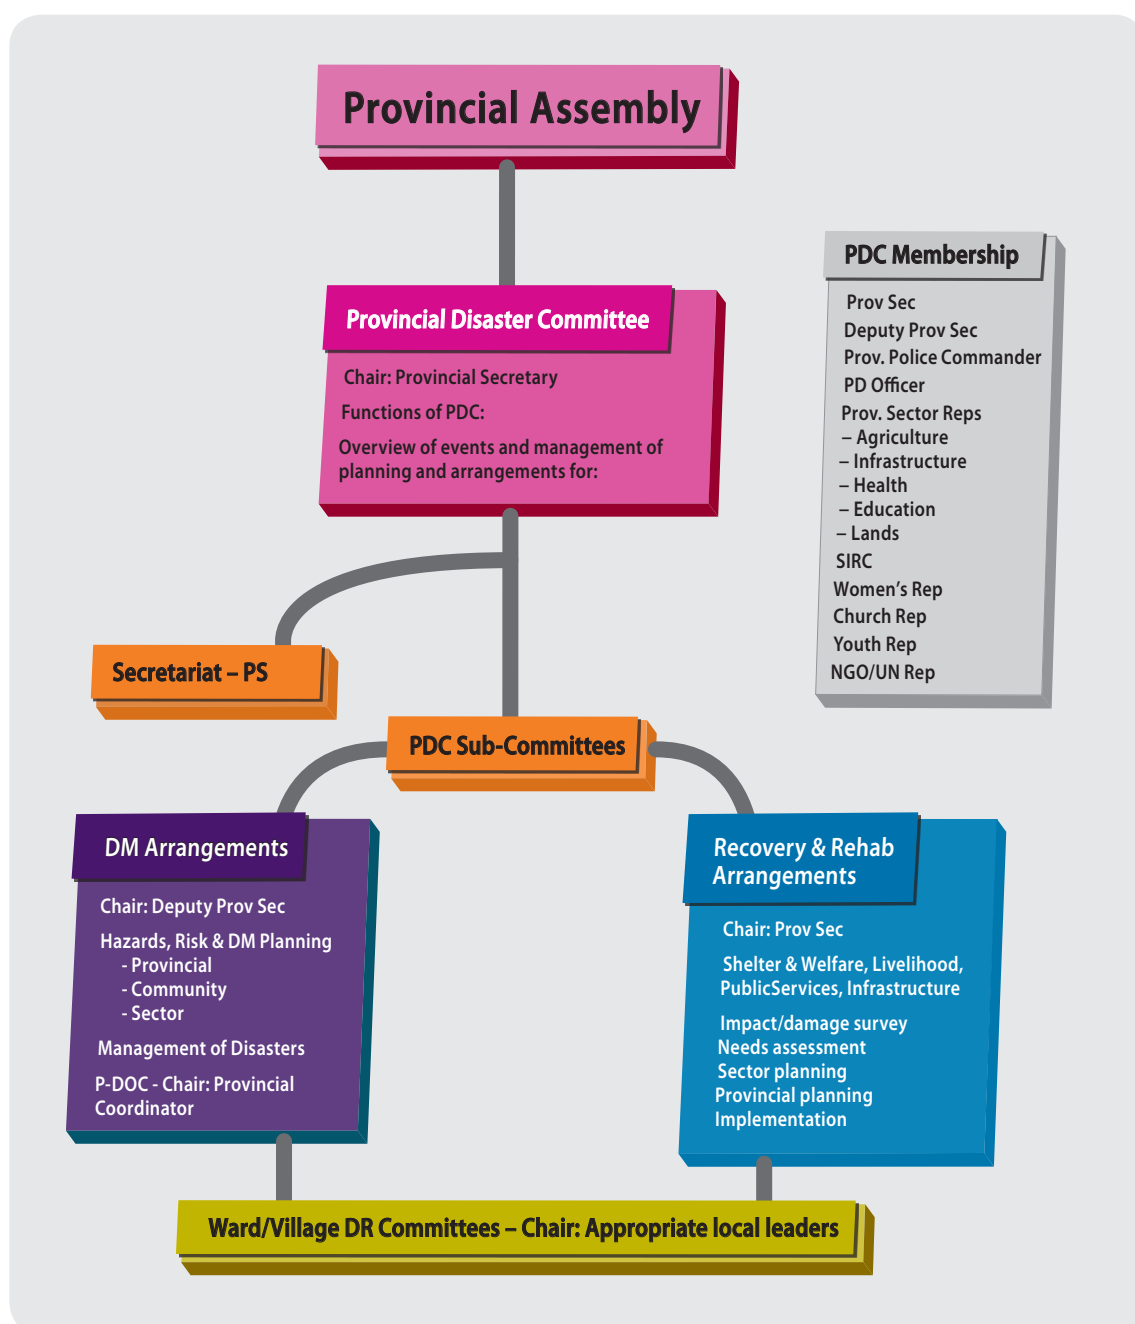 Provincial Assembly
Provincial Disaster Committee
Chair: Provincial Secretary
Functions of PDC:
Overview of events and management of
planning and arrangements for:
PDC Membership
Prov Sec
Deputy Prov Sec
Prov. Police Commander
PD Officer
Prov. Sector Reps
– Agriculture
– Infrastructure
– Health
– Education
– Lands
SIRC
Women’s Rep
Church Rep
Youth Rep
NGO/UN Rep
Secretariat – PS
PDC Sub-Committees
DM Arrangements
Chair: Deputy Prov Sec
Hazards, Risk & DM Planning
- Provincial
- Community
- Sector
Management of Disasters
P-DOC - Chair: Provincial
Coordinator
Recovery & Rehab
Arrangements
Chair: Prov Sec
Shelter & Welfare, Livelihood,
PublicServices, Infrastructure
Impact/damage survey
Needs assessment
Sector planning
Provincial planning
Implementation
Ward/Village DR Committees – Chair: Appropriate local leaders